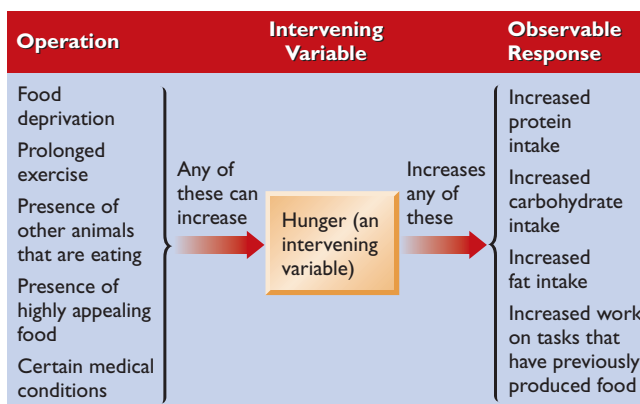 Operation
Intervening
Variable
Observable
Response
Food
deprivation
Prolonged
exercise
Presence of
other animals
that are eating
Presence of
highly appealing
food
Certain medical
conditions
Any of
these can
increase
Hunger (an
intervening
variable)
Increases
any of
these
Increased
protein
intake
Increased
carbohydrate
intake
Increased
fat intake
Increased work
on tasks that
have previously
produced food